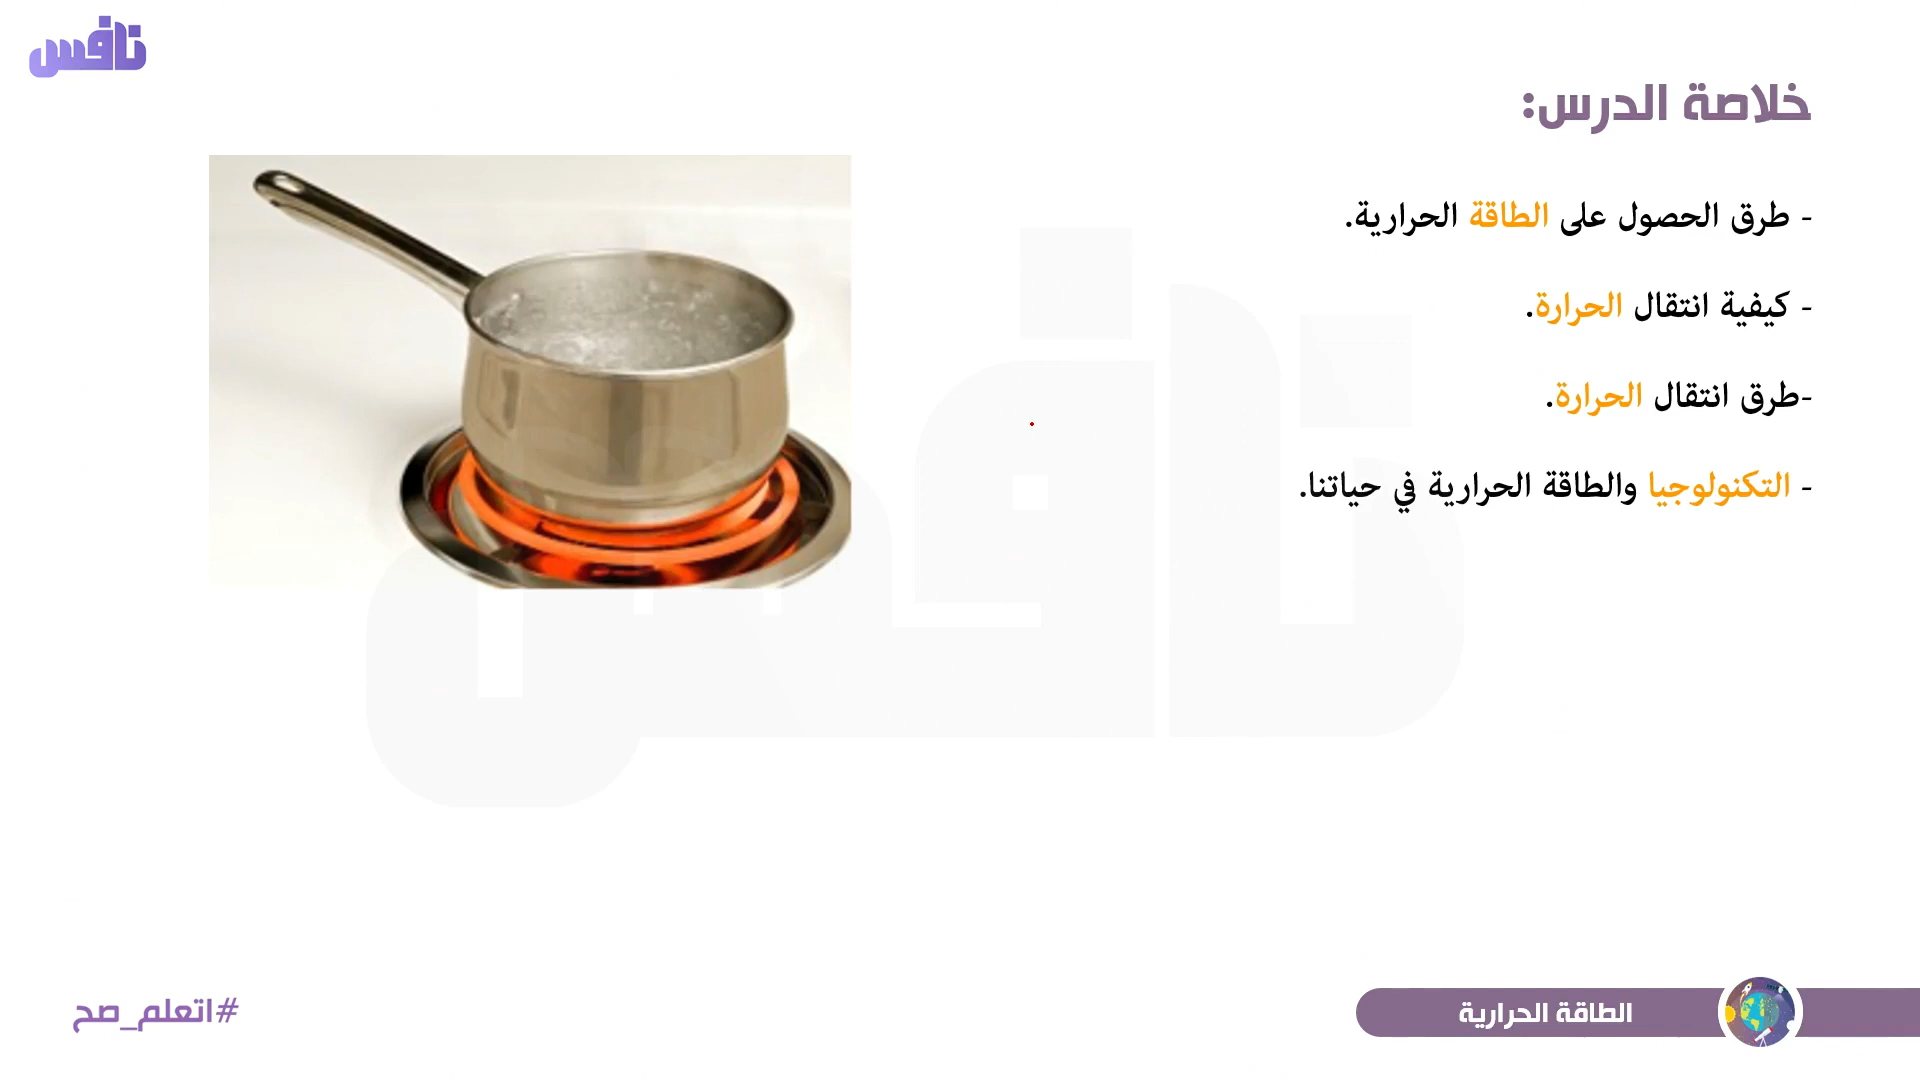 نافس
خلاصة الدرس:
- طرق الحصول على الطاقة الحرارية.
- كيفية انتقال الحرارة.
-طرق انتقال الحرارة.
- التكنولوجيا والطاقة الحرارية في حياتنا.
الطاقة الحرارية
#اتعلم_صح